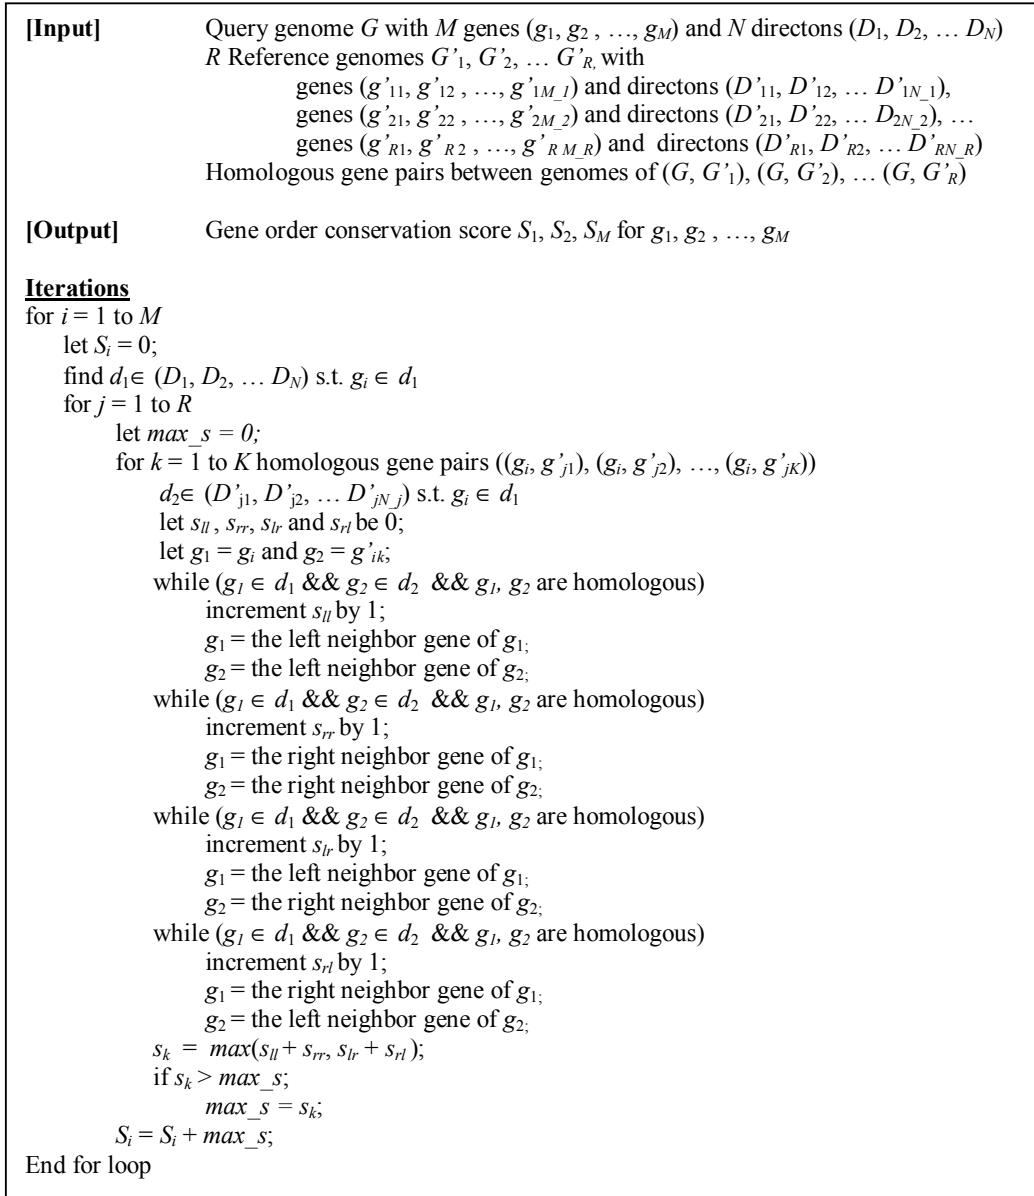 [Input] Query genome G with M genes (g1, g2 , …, gM) and N directons (D1, D2, … DN)
R Reference genomes G’1, G’2, … G’R, with
genes (g’11, g’12 , …, g’1M_1) and directons (D’11, D’12, … D’1N_1),
genes (g’21, g’22 , …, g’2M_2) and directons (D’21, D’22, … D2N_2), …
genes (g’R1, g’ R 2 , …, g’ R M_R) and directons (D’R1, D’R2, … D’RN_R)
Homologous gene pairs between genomes of (G, G’1), (G, G’2), … (G, G’R)
[Output] Gene order conservation score S1, S2, SM for g1, g2 , …, gM
Iterations
for i = 1 to M
let Si = 0;
find d1∈ (D1, D2, … DN) s.t. gi ∈ d1
for j = 1 to R
let max_s = 0;
for k = 1 to K homologous gene pairs ((gi, g’j1), (gi, g’j2), …, (gi, g’jK))
d2∈ (D’j1, D’j2, … D’jN_j) s.t. gi ∈ d1
let sll , srr, slr and srl be 0;
let g1 = gi and g2 = g’ik;
while (g1 ∈ d1 && g2 ∈ d2 && g1, g2 are homologous)
increment sll by 1;
g1 = the left neighbor gene of g1;
g2 = the left neighbor gene of g2;
while (g1 ∈ d1 && g2 ∈ d2 && g1, g2 are homologous)
increment srr by 1;
g1 = the right neighbor gene of g1;
g2 = the right neighbor gene of g2;
while (g1 ∈ d1 && g2 ∈ d2 && g1, g2 are homologous)
increment slr by 1;
g1 = the left neighbor gene of g1;
g2 = the right neighbor gene of g2;
while (g1 ∈ d1 && g2 ∈ d2 && g1, g2 are homologous)
increment srl by 1;
g1 = the right neighbor gene of g1;
g2 = the left neighbor gene of g2;
sk = max(sll + srr, slr + srl );
if sk > max_s;
max_s = sk;
Si = Si + max_s;
End for loop